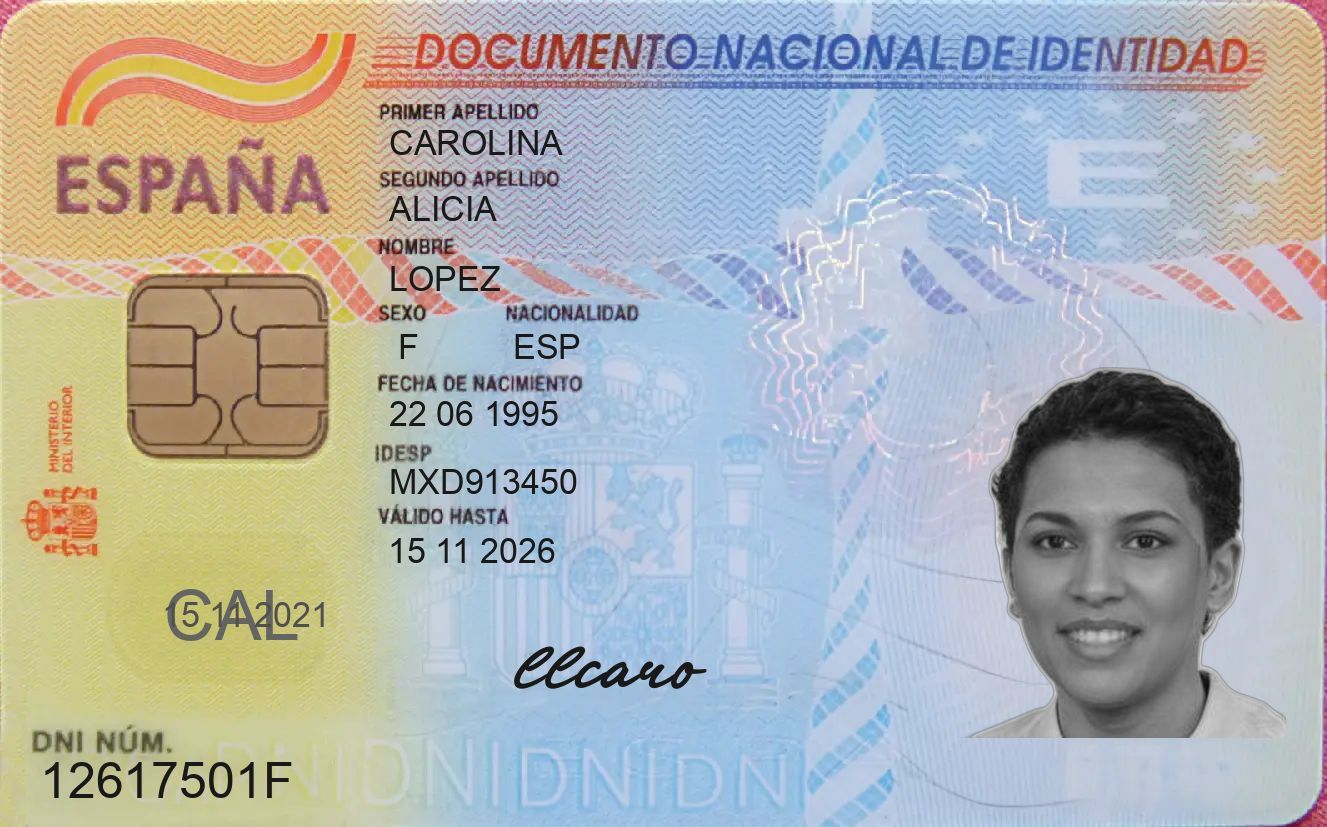 DOCUMENTO NACIONAL DE IDENTIDAD
ESPAÑA
PRIMER APELLIDO
CAROLINA
SEGUNDO APELLIDO
ALICIA
NOMBRE
LOPEZ
SEXO NACIONALIDAD
F ESP
FECHA DE NACIMIENTO
22 06 1995
IDESP
MXD913450
VÁLIDO HASTA
15 11 2026
MINISTERIO
DEL INTERIOR
CAL
15 11 2021
llcaro
DNI NÚM.
12617501F
E
DNIDNIDNIDNI